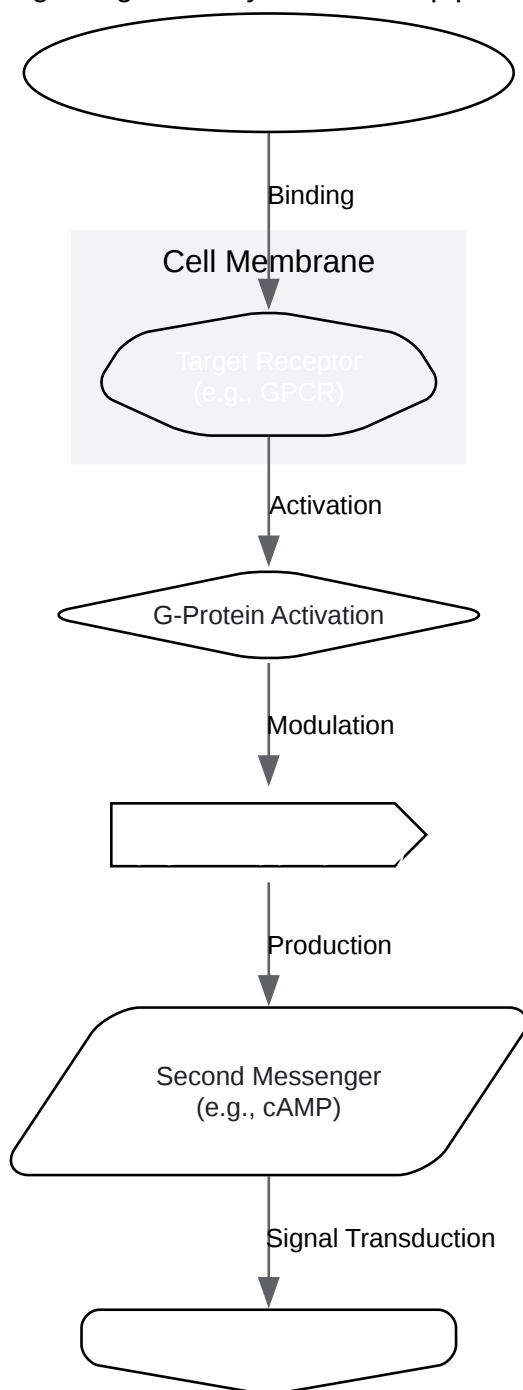 Binding
Cell Membrane
Target Receptor
(e.g., GPCR)
Activation
G-Protein Activation
Modulation
Production
Second Messenger
(e.g., cAMP)
Signal Transduction